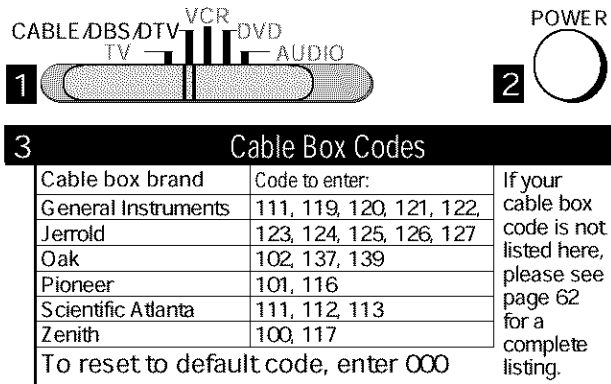 VCR
CABLE/DBS/DTV
DVD
TV
AUDIO
POWER
1
2
3 Cable Box Codes
Cable box brand Code to enter:
General Instruments 111, 119, 120, 121, 122,
Jerrold 123, 124, 125, 126, 127
Oak 102, 137, 139
Pioneer 101, 116
Scientific Atlanta 111, 112, 113
Zenith 100, 117
To reset to default code, enter 000
If your
cable box
code is not
listed here,
please see
page 62
for a
complete
listing.